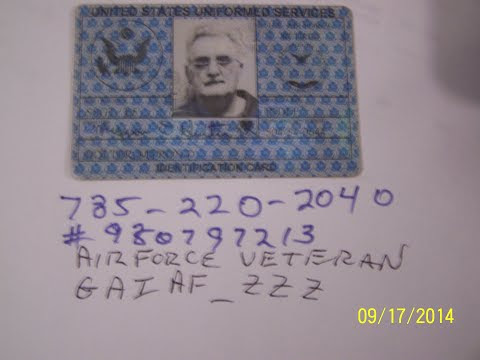 UNITED STATES UNIFORMED SERVICES
IDENTIFICATION CARD
785-220-2040
#980797213
AIRFORCE VETERAN
GAIAF_ZZZ
09/17/2014